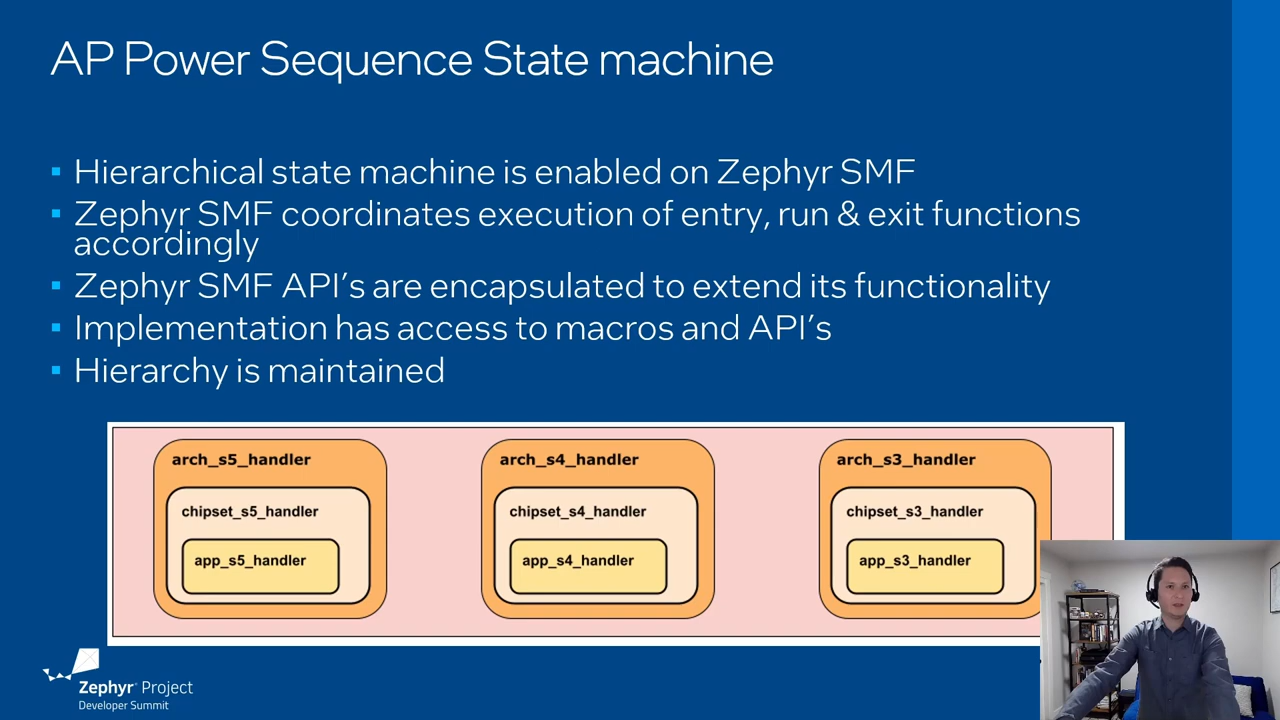 AP Power Sequence State machine
Hierarchical state machine is enabled on Zephyr SMF
Zephyr SMF coordinates execution of entry, run & exit functions
accordingly
Zephyr SMF API's are encapsulated to extend its functionality
Implementation has access to macros and API's
Hierarchy is maintained
arch_s5_handler
chipset_s5_handler
app_s5_handler
arch_s4_handler
chipset_s4_handler
app_s4_handler
arch_s3_handler
chipset_s3_handler
app_s3_handler
Zephyr Project
Developer Summit